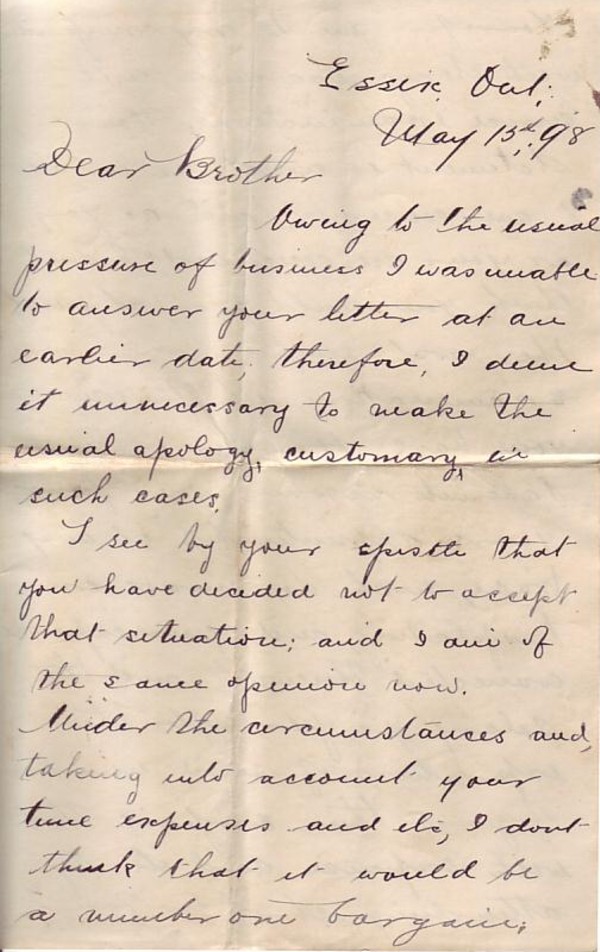 Essex, Ont;
May 15th, 98
Dear Brother
Owing to the usual
pressure of business I was unable
to answer your letter at an
earlier date, therefore, I deem
it unnecessary to make the
usual apology, customary, in
such cases.
I see by your epistle that
you have decided not to accept
that situation; and I am of
the same opinion now.
Under the circumstances and,
taking into account your
time expenses and etc, I dont
think that it would be
a number one bargain;